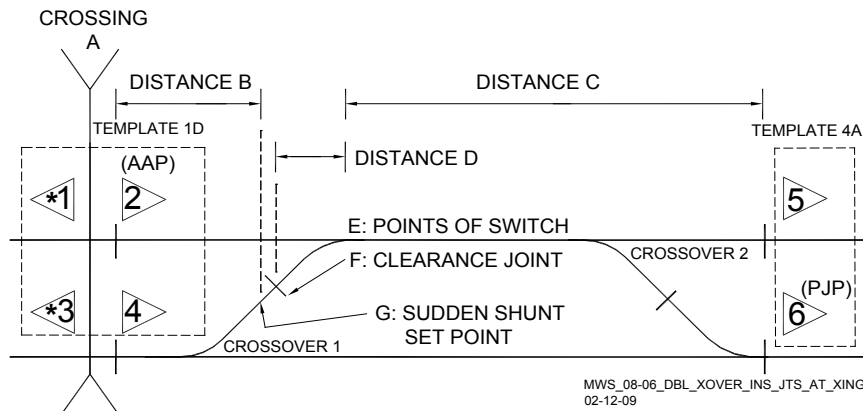 CROSSING
A
DISTANCE B
DISTANCE C
TEMPLATE 1D
TEMPLATE 4A
DISTANCE D
(AAP)
*1
2
5
E: POINTS OF SWITCH
CROSSOVER 2
F: CLEARANCE JOINT
(PJP)
*3
4
6
G: SUDDEN SHUNT
SET POINT
CROSSOVER 1
MWS_08-06_DBL_XOVER_INS_JTS_AT_XING
02-12-09